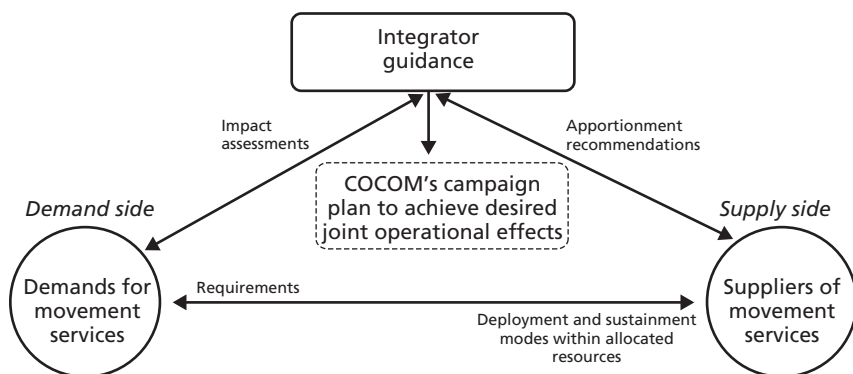 Integrator
guidance
Impact
assessments
Apportionment
recommendations
COCOM's campaign
plan to achieve desired
joint operational effects
Demand side
Supply side
Demands for
movement
services
Requirements
Deployment and sustainment
modes within allocated
resources
Suppliers of
movement
services